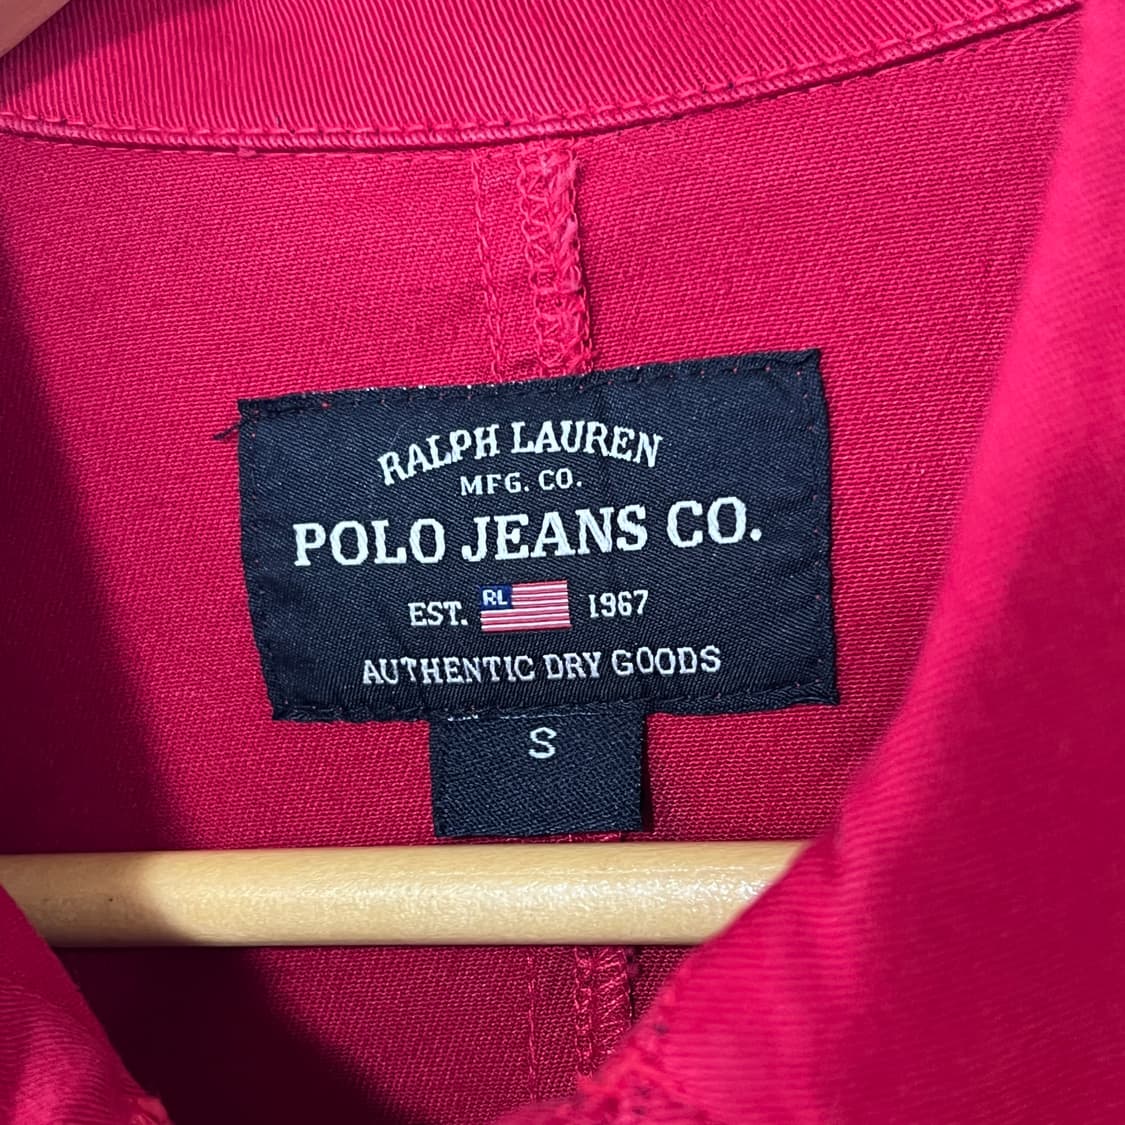 RALPH LAUREN
MFG. CO.
POLO JEANS CO.
EST. RL 1967
AUTHENTIC DRY GOODS
S